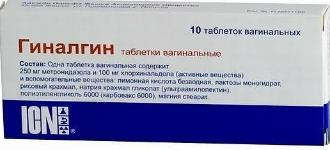 10 таблеток вагинальных
Гиналгин таблетки вагинальные
Состав: Одна таблетка вагинальная содержит
250 мг метронидазола и 100 мг хлорхинальдола (активные вещества)
и вспомогательные вещества: лимонная кислота безводная, лактозы моногидрат,
рисовый крахмал, натрия крахмал гликолат (ультраамилопектин),
полиэтиленгликоль 6000 (карбовакс 6000), магния стеарат.
ICN